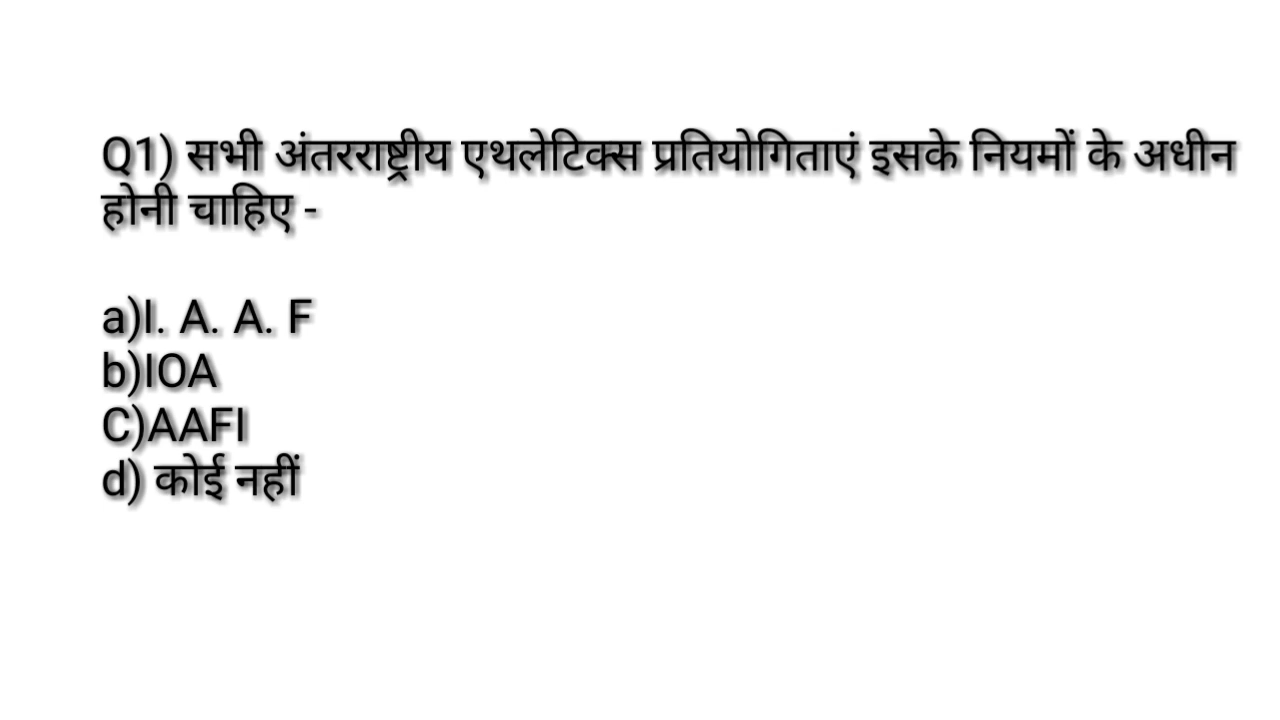 Q1) सभी अंतरराष्ट्रीय एथलेटिक्स प्रतियोगिताएं इसके नियमों के अधीन
होनी चाहिए -
a)I. A. A. F
b)IOA
C)AAFI
d) कोई नहीं